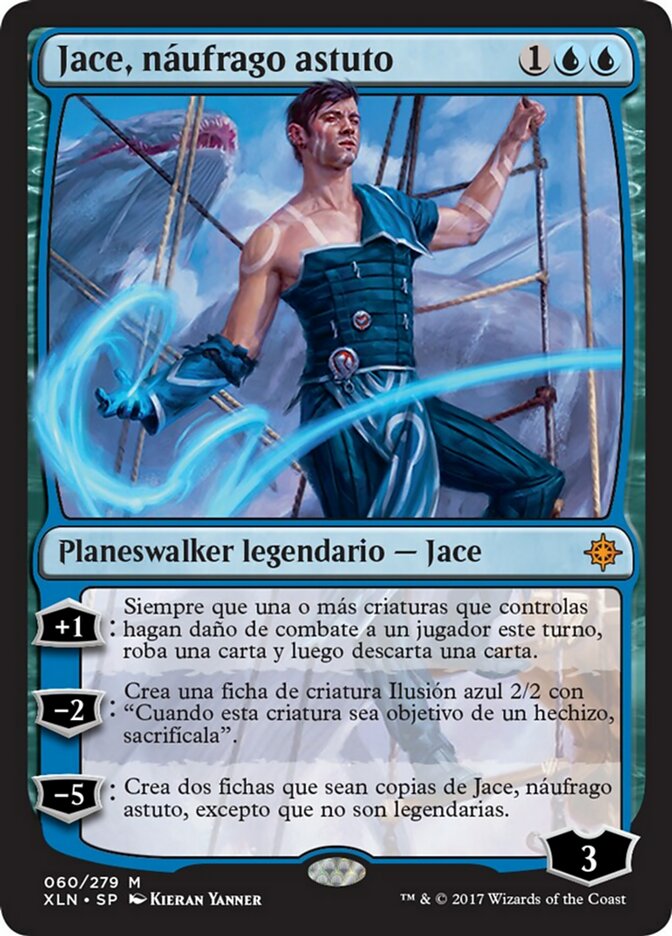 Jace, náufrago astuto
1
Planeswalker legendario — Jace
+1: Siempre que una o más criaturas que controlas
hagan daño de combate a un jugador este turno,
roba una carta y luego descarta una carta.
−2: Crea una ficha de criatura Ilusión azul 2/2 con
“Cuando esta criatura sea objetivo de un hechizo,
sacrifícala”.
−5: Crea dos fichas que sean copias de Jace, náufrago
astuto, excepto que no son legendarias.
3
060/279 M
XLN • SP Kieran Yanner
™ & © 2017 Wizards of the Coast